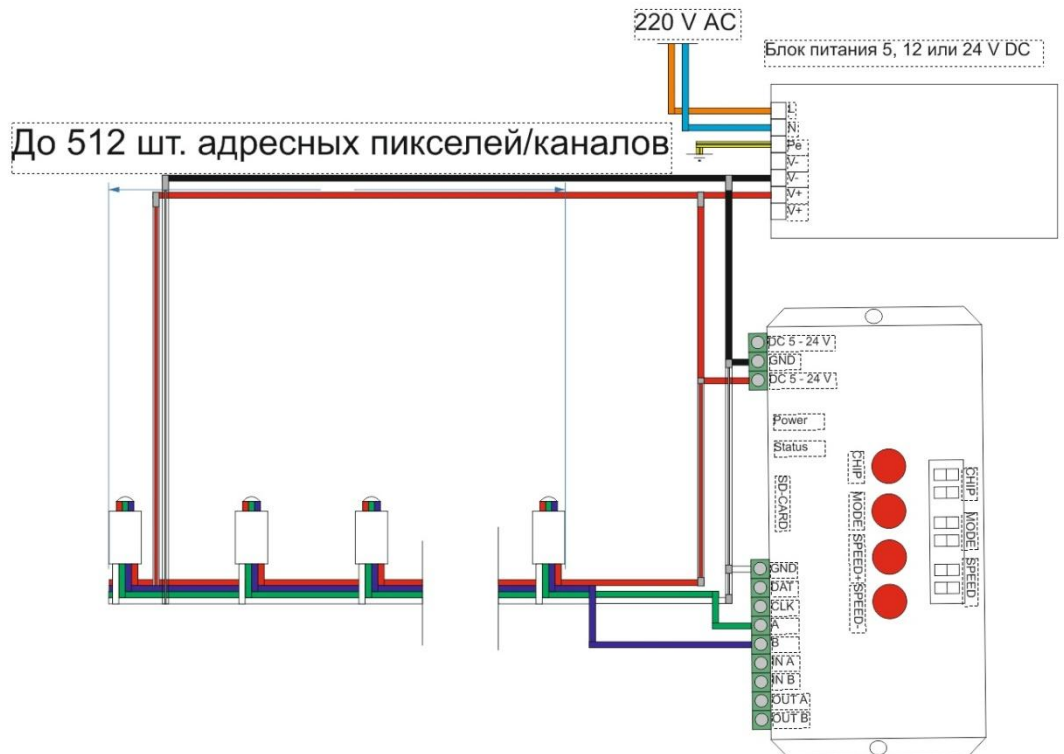 220 V AC
Блок питания 5, 12 или 24 V DC
До 512 шт. адресных пикселей/каналов
L
N
Pe
V-
V-
V+
V+
DC 5 - 24 V
GND
DC 5 - 24 V
Power
Status
SD-CARD
CHIP
MODE
SPEED+
SPEED-
CHIP
MODE
SPEED
GND
DAT
CLK
A
B
IN A
IN B
OUT A
OUT B